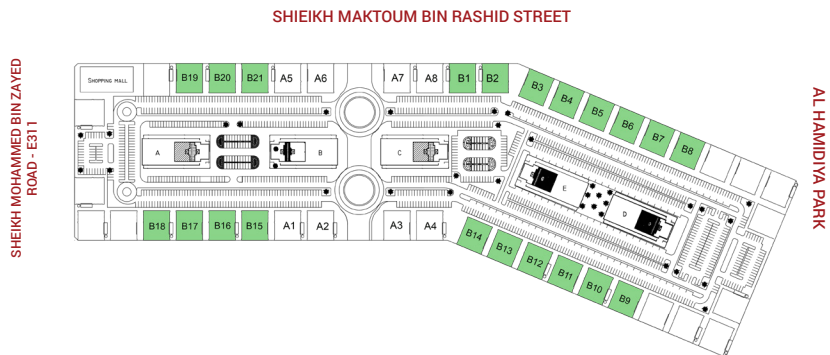 SHIEIKH MAKTOUM BIN RASHID STREET
SHEIKH MOHAMMED BIN ZAYED
ROAD - E311
AL HAMIDIYA PARK
SHOPPING MALL
B19
B20
B21
A5
A6
A7
A8
B1
B2
B3
B4
B5
B6
B7
B8
A
B
C
E
D
B18
B17
B16
B15
A1
A2
A3
A4
B14
B13
B12
B11
B10
B9